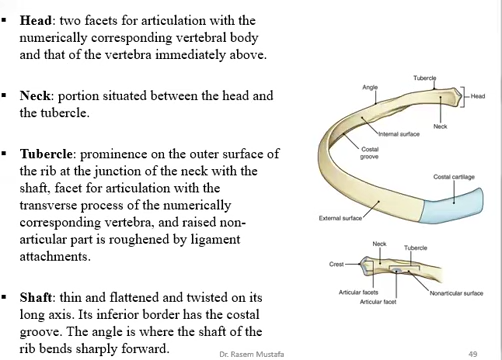 ▪ Head: two facets for articulation with the
numerically corresponding vertebral body
and that of the vertebra immediately above.
▪ Neck: portion situated between the head and
the tubercle.
▪ Tubercle: prominence on the outer surface of
the rib at the junction of the neck with the
shaft, facet for articulation with the
transverse process of the numerically
corresponding vertebra, and raised non-
articular part is roughened by ligament
attachments.
▪ Shaft: thin and flattened and twisted on its
long axis. Its inferior border has the costal
groove. The angle is where the shaft of the
rib bends sharply forward.
Tubercle
Angle
Head
Neck
Internal surface
Costal
groove
Costal cartilage
External surface
Neck
Tubercle
Crest
Articular facets
Nonarticular surface
Articular facet
Dr. Rasem Mustafa
49